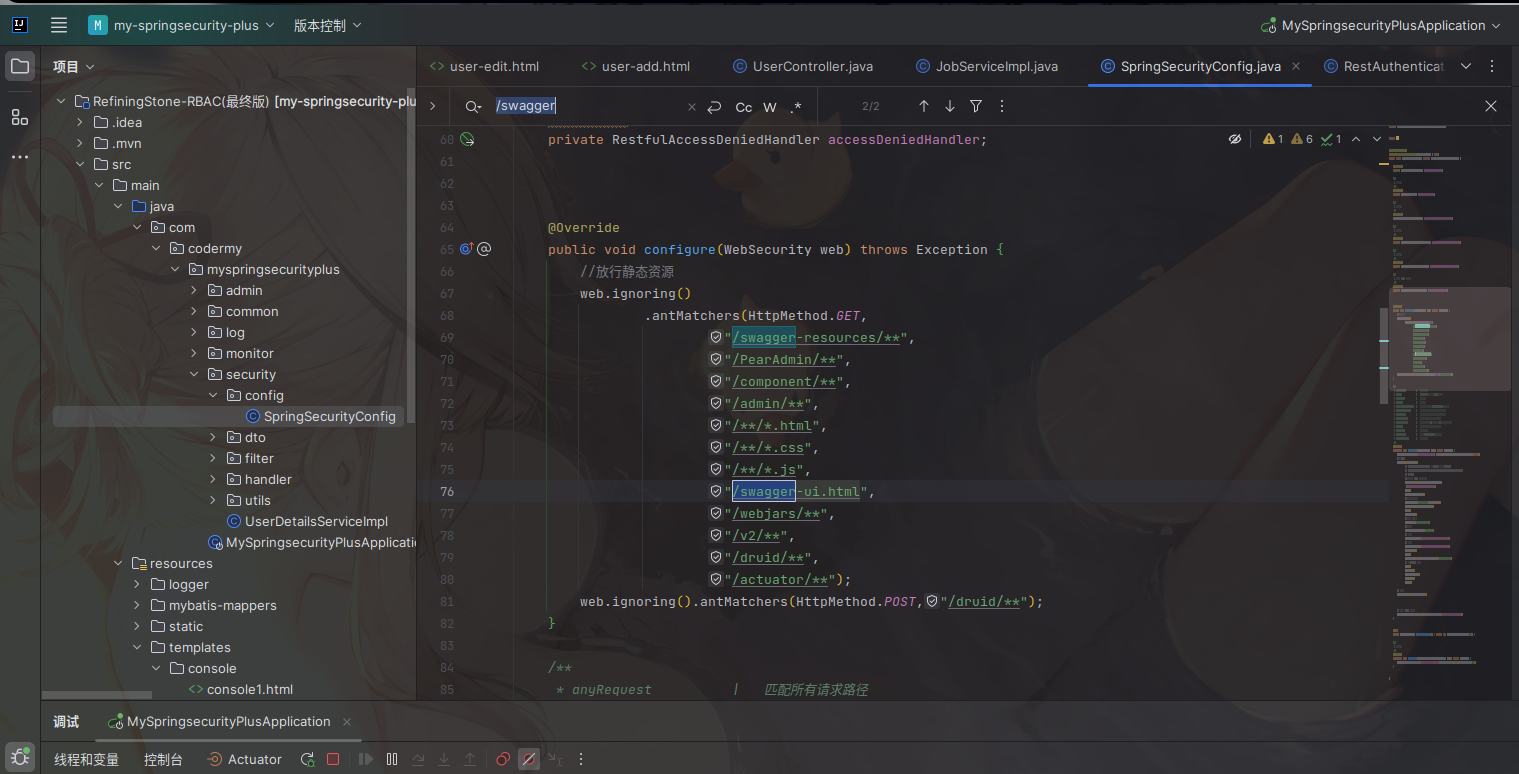 M my-springsecurity-plus 版本控制 MySpringsecurityPlusApplication
项目
user-edit.html user-add.html UserController.java JobServiceImpl.java SpringSecurityConfig.java RestAuthenticat
/swagger Cc W .* 2/2
RefiningStone-RBAC(最终版) [my-springsecurity-plu
.idea
.mvn
src
main
java
com
codermy
myspringsecurityplus
admin
common
log
monitor
security
config
SpringSecurityConfig
dto
filter
handler
utils
UserDetailsServiceImpl
MySpringsecurityPlusApplicatio
resources
logger
mybatis-mappers
static
templates
console
console1.html
60 private RestfulAccessDeniedHandler accessDeniedHandler;
1 6 1
61
62
63
64 @Override
65 public void configure(WebSecurity web) throws Exception {
66 //放行静态资源
67 web.ignoring()
68 .antMatchers(HttpMethod.GET,
69 "/swagger-resources/**",
70 "/PearAdmin/**",
71 "/component/**",
72 "/admin/**",
73 "/**/*.html",
74 "/**/*.css",
75 "/**/*.js",
76 "/swagger-ui.html",
77 "/webjars/**",
78 "/v2/**",
79 "/druid/**",
80 "/actuator/**");
81 web.ignoring().antMatchers(HttpMethod.POST,"/druid/**");
82 }
83
84 /**
85 * anyRequest | 匹配所有请求路径
调试 MySpringsecurityPlusApplication
线程和变量 控制台 Actuator